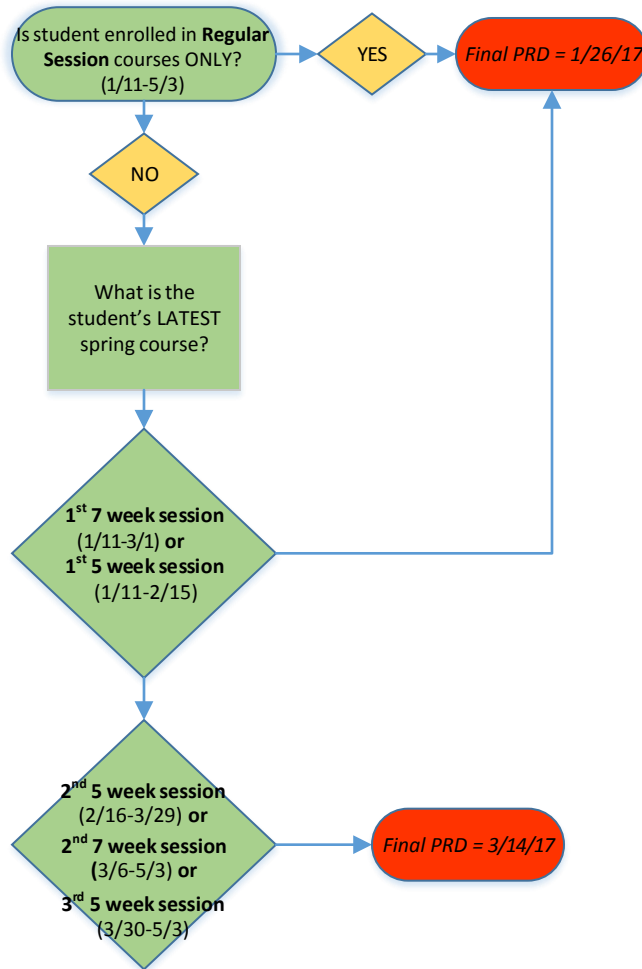 Is student enrolled in Regular
Session courses ONLY?
(1/11-5/3)
YES
Final PRD = 1/26/17
NO
What is the
student’s LATEST
spring course?
1st 7 week session
(1/11-3/1) or
1st 5 week session
(1/11-2/15)
2nd 5 week session
(2/16-3/29) or
2nd 7 week session
(3/6-5/3) or
3rd 5 week session
(3/30-5/3)
Final PRD = 3/14/17